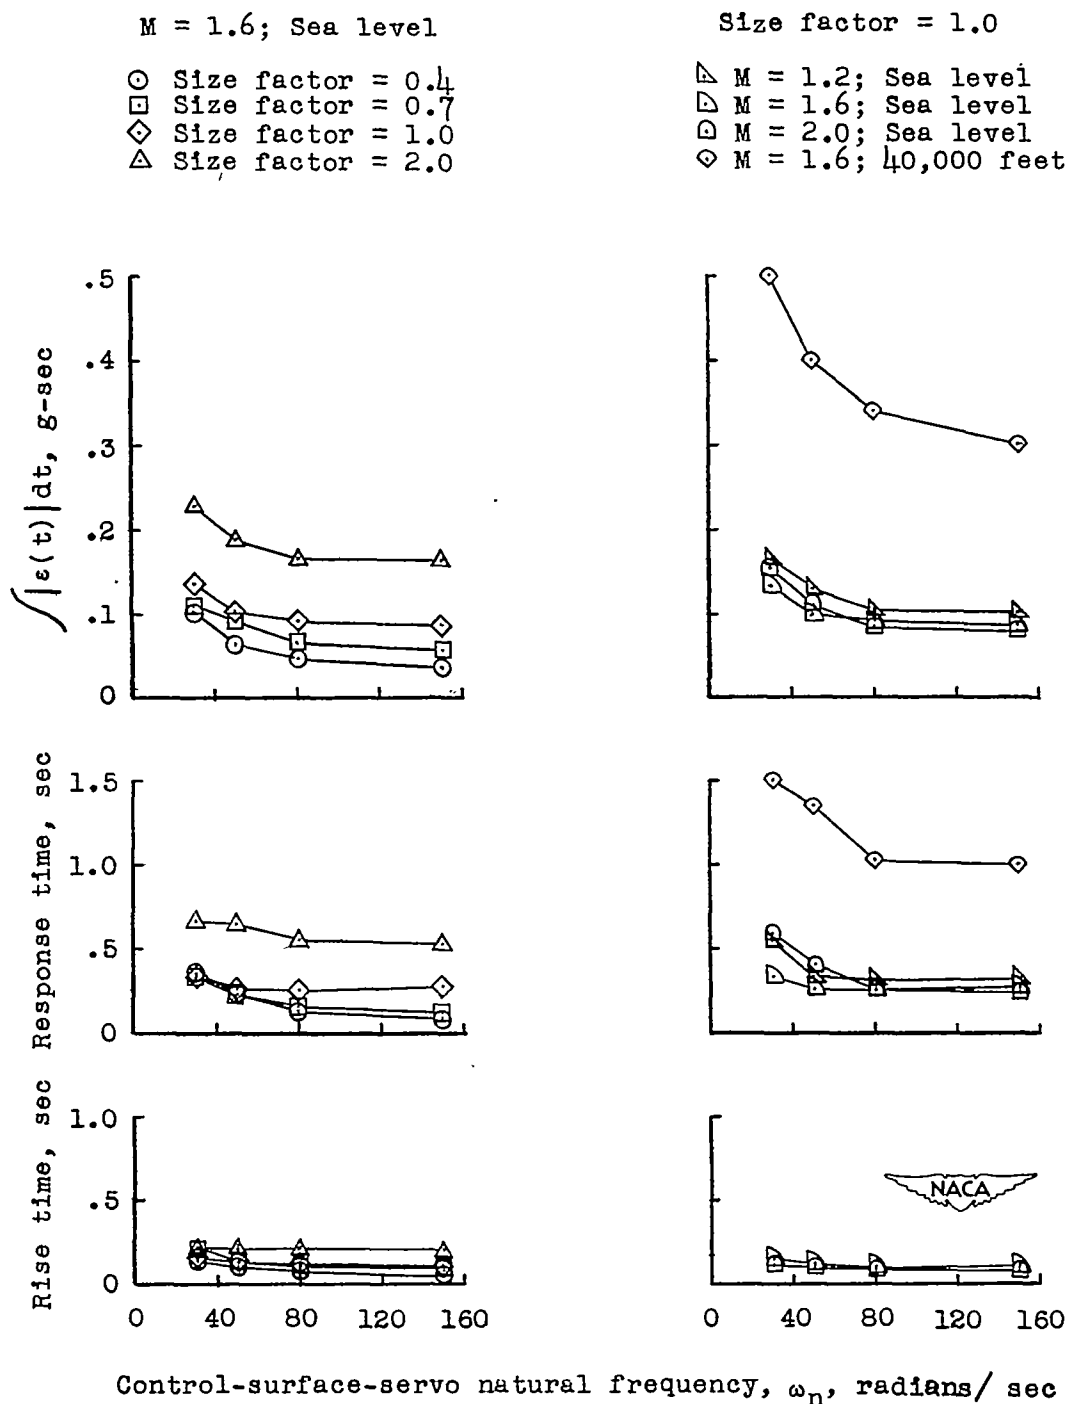 M = 1.6; Sea level
Size factor = 0.4
Size factor = 0.7
Size factor = 1.0
Size factor = 2.0
Size factor = 1.0
M = 1.2; Sea level
M = 1.6; Sea level
M = 2.0; Sea level
M = 1.6; 40,000 feet
∫|ε(t)|dt, g-sec
.5
.4
.3
.2
.1
0
Response time, sec
1.5
1.0
.5
0
Rise time, sec
1.0
.5
0
NACA
0 40 80 120 160
0 40 80 120 160
Control-surface-servo natural frequency, ωn, radians/ sec